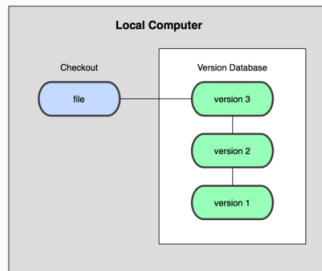 Local Computer
Checkout
Version Database
file
version 3
version 2
version 1